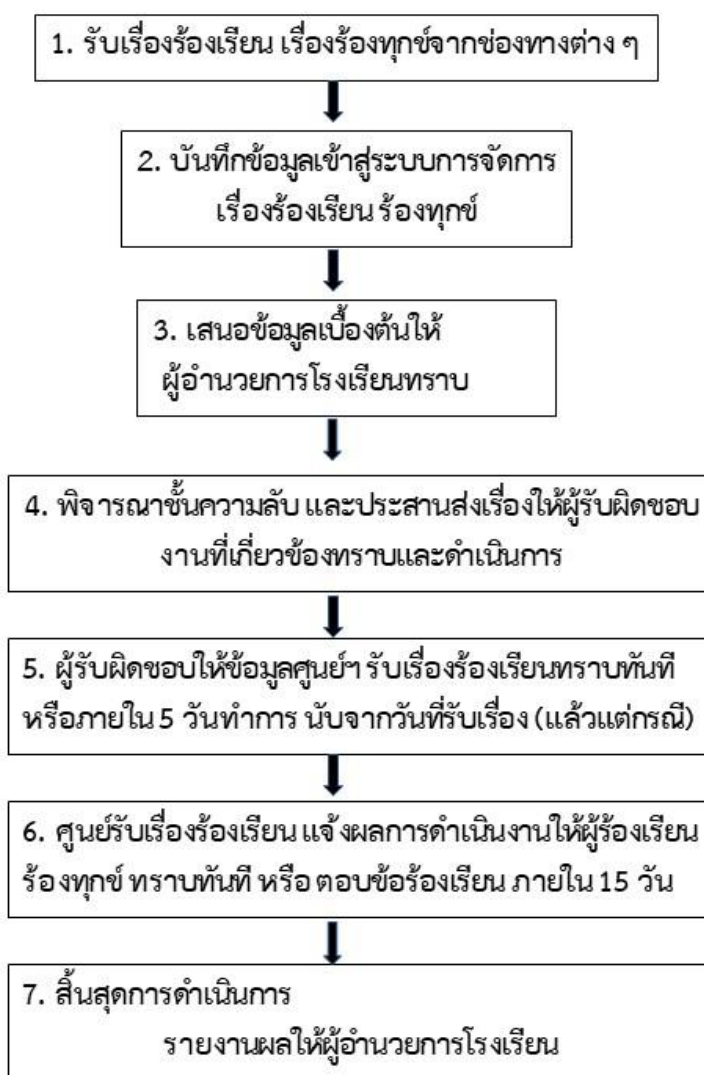 1. รับเรื่องร้องเรียน เรื่องร้องทุกข์จากช่องทางต่าง ๆ
2. บันทึกข้อมูลเข้าสู่ระบบการจัดการ
เรื่องร้องเรียน ร้องทุกข์
3. เสนอข้อมูลเบื้องต้นให้
ผู้อำนวยการโรงเรียนทราบ
4. พิจารณาชั้นความลับ และประสานส่งเรื่องให้ผู้รับผิดชอบ
งานที่เกี่ยวข้องทราบและดำเนินการ
5. ผู้รับผิดชอบให้ข้อมูลศูนย์ฯ รับเรื่องร้องเรียนทราบทันที
หรือภายใน 5 วันทำการ นับจากวันที่รับเรื่อง (แล้วแต่กรณี)
6. ศูนย์รับเรื่องร้องเรียน แจ้งผลการดำเนินงานให้ผู้ร้องเรียน
ร้องทุกข์ ทราบทันที หรือ ตอบข้อร้องเรียน ภายใน 15 วัน
7. สิ้นสุดการดำเนินการ
รายงานผลให้ผู้อำนวยการโรงเรียน